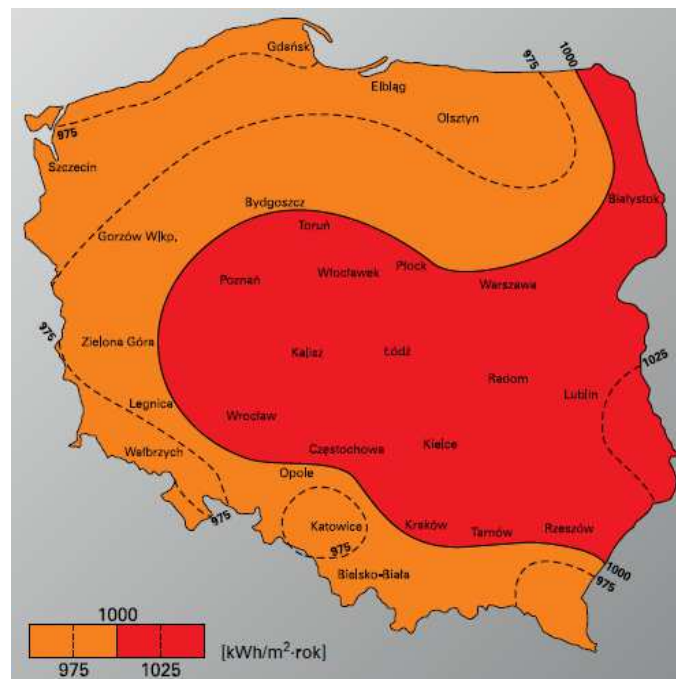 Gdańsk
975
1000
Elbląg
Olsztyn
975
Szczecin
Białystok
Bydgoszcz
Toruń
Gorzów Wlkp,
Płock
Włocławek
Poznań
Warszawa
975
Zielona Góra
Kalisz
Łódź
1025
Radom
Lublin
Legnica
Wrocław
Kielce
Częstochowa
Wałbrzych
Opole
975
Katowice
975
Kraków
Tarnów
Rzeszów
1000
Bielsko-Biała
975
1000
[kWh/m²·rok]
975
1025